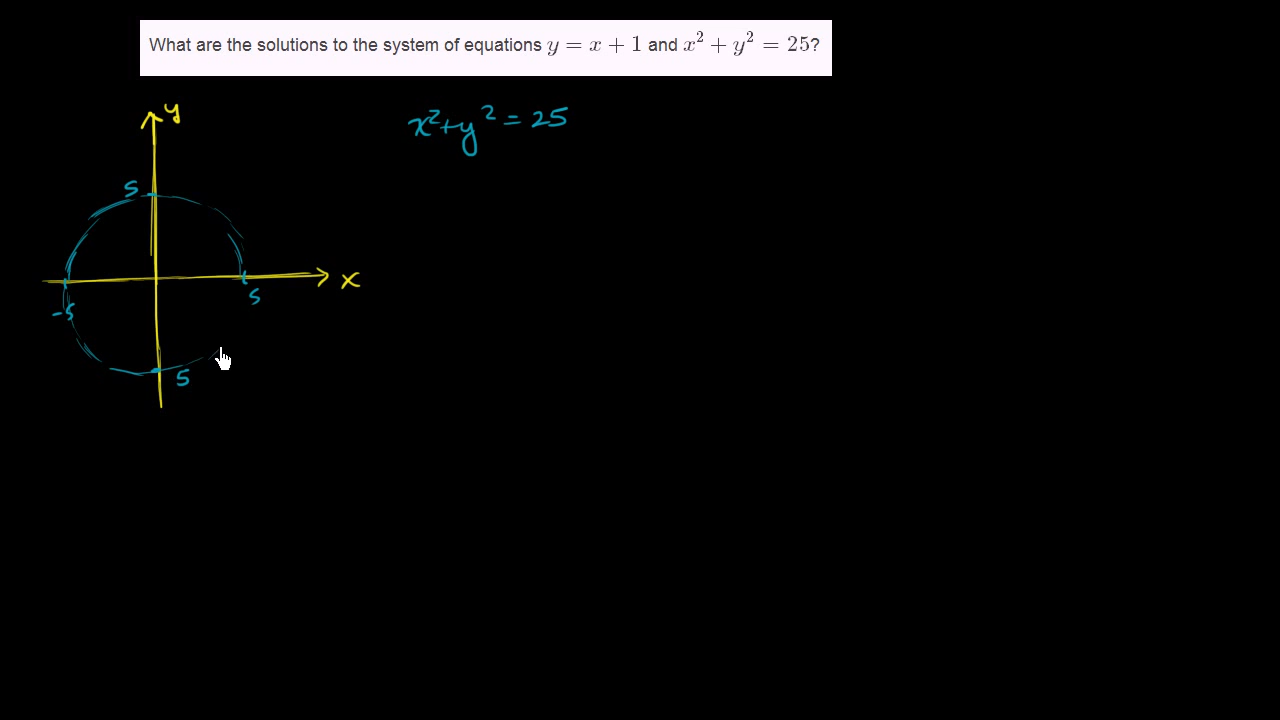 What are the solutions to the system of equations y = x + 1 and x² + y² = 25?
y
x²+y² = 25
5
x
5
-5
5